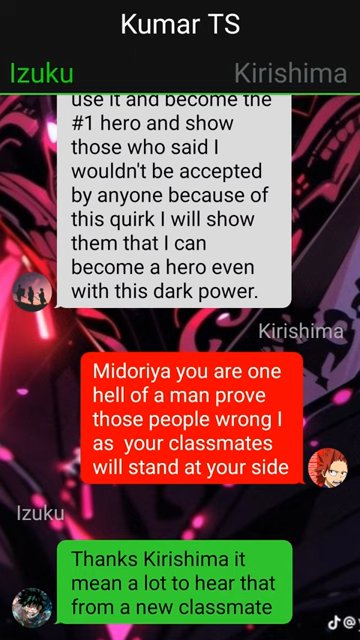 Kumar TS
Izuku
Kirishima
use it and become the
#1 hero and show
those who said I
wouldn't be accepted
by anyone because of
this quirk I will show
them that I can
become a hero even
with this dark power.
Kirishima
Midoriya you are one
hell of a man prove
those people wrong I
as  your classmates
will stand at your side
Izuku
Thanks Kirishima it
mean a lot to hear that
from a new classmate
@